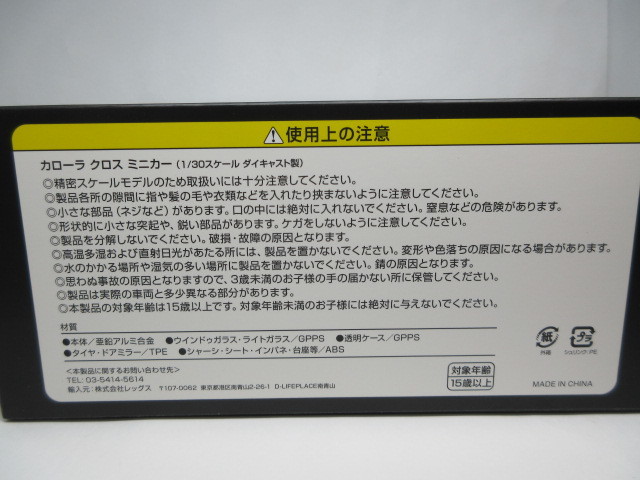 ⚠使用上の注意
カローラ クロス ミニカー（1/30スケール ダイキャスト製）
◎精密スケールモデルのため取扱いには十分注意してください。
◎製品各所の隙間に指や髪の毛や衣類などを入れたり挟まないように注意してください。
◎小さな部品（ネジなど）があります。口の中には絶対に入れないでください。窒息などの危険があります。
◎形状的に小さな突起や、鋭い部品があります。ケガをしないように注意してください。
◎製品を分解しないでください。破損・故障の原因となります。
◎高温多湿および直射日光があたる所には、製品を置かないでください。変形や色落ちの原因になる場合があります。
◎水のかかる場所や湿気の多い場所に製品を置かないでください。錆の原因となります。
◎思わぬ事故の原因となりますので、3歳未満のお子様の手の届かない所に保管してください。
◎製品は実際の車両と多少異なる部分があります。
◎本製品の対象年齢は15歳以上です。対象年齢未満のお子様には絶対に与えないでください。
材質
●本体／亜鉛アルミ合金 ●ウインドゥガラス・ライトガラス／GPPS ●透明ケース／GPPS
●タイヤ・ドアミラー／TPE ●シャーシ・シート・インパネ・台座等／ABS
＜本製品に関するお問い合わせ先＞
TEL: 03-5414-5614
輸入元：株式会社レッグス 〒107-0062 東京都港区南青山2-26-1 D-LIFEPLACE南青山
対象年齢
15歳以上
MADE IN CHINA
紙
外箱
プラ
シュリンク：PE